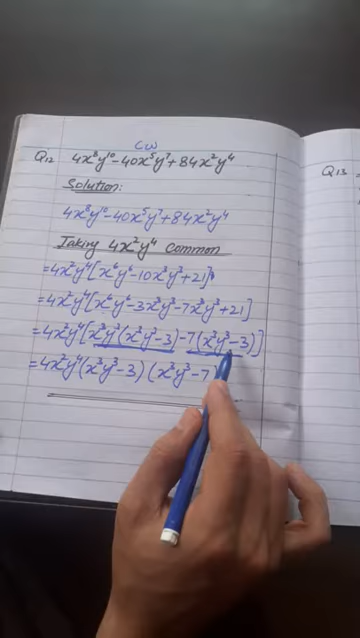 CW
Q12 4x⁸y¹⁰-40x⁵y⁷+84x²y⁴
Solution:
4x⁸y¹⁰-40x⁵y⁷+84x²y⁴
Taking 4x²y⁴ Common
=4x²y⁴[x⁶y⁶-10x³y³+21]
=4x²y⁴[x⁶y⁶-3x³y³-7x³y³+21]
=4x²y⁴[x³y³(x³y³-3)-7(x³y³-3)]
=4x²y⁴(x³y³-3)(x³y³-7)
Q13